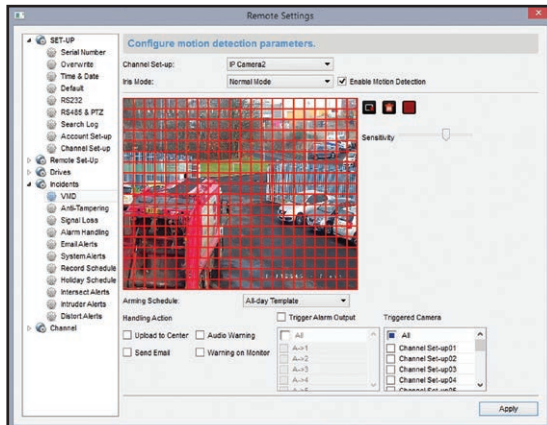 Remote Settings
SET-UP
Serial Number
Overwrite
Time & Date
Default
RS232
RS485 & PTZ
Search Log
Account Set-up
Channel Set-up
Remote Set-Up
Drives
Incidents
VMD
Anti-Tampering
Signal Loss
Alarm Handling
Email Alerts
System Alerts
Record Schedule
Holiday Schedule
Intersect Alerts
Intruder Alerts
Distort Alerts
Channel
Configure motion detection parameters.
Channel Set-up: IP Camera2
Iris Mode: Normal Mode Enable Motion Detection
Sensitivity
Arming Schedule: All-day Template
Handling Action Trigger Alarm Output Triggered Camera
Upload to Center Audio Warning All All
Send Email Warning on Monitor A->1 Channel Set-up01
A->2 Channel Set-up02
A->3 Channel Set-up03
A->4 Channel Set-up04
A->5 Channel Set-up05
Apply